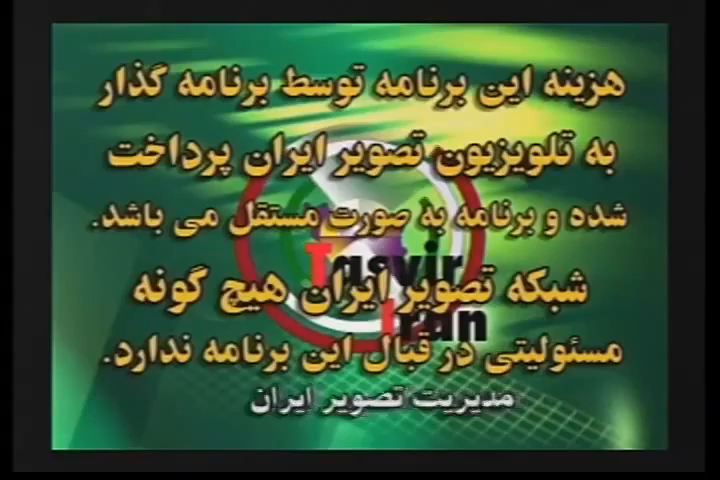 هزینه این برنامه توسط برنامه گذار
به تلویزیون تصویر ایران پرداخت
شده و برنامه به صورت مستقل می باشد.
شبکه تصویر ایران هیچ گونه
مسئولیتی در قبال این برنامه ندارد.
مدیریت تصویر ایران
Tasvir
Iran